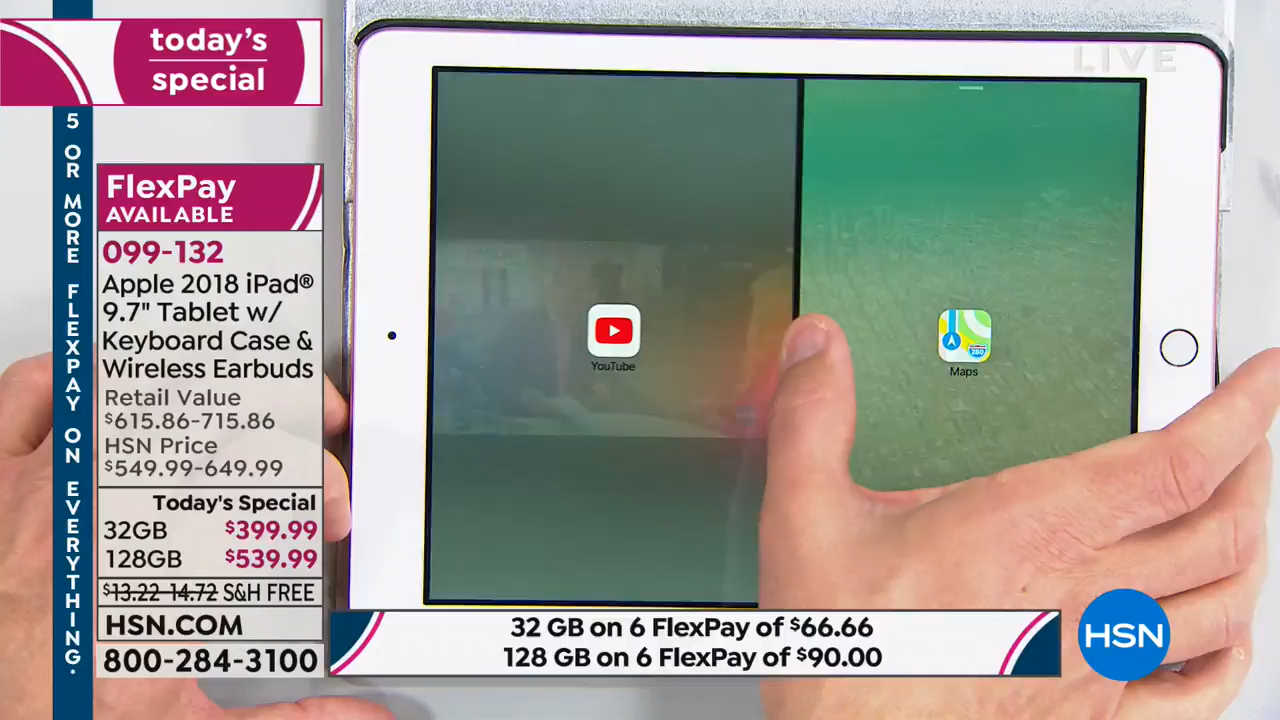 today's
special
LIVE
5 OR MORE FLEXPAY ON EVERYTHING.
FlexPay
AVAILABLE
099-132
Apple 2018 iPad®
9.7" Tablet w/
Keyboard Case &
Wireless Earbuds
Retail Value
$615.86-715.86
HSN Price
$549.99-649.99
Today's Special
32GB $399.99
128GB $539.99
$13.22-14.72 S&H FREE
HSN.COM
800-284-3100
YouTube
280
Maps
32 GB on 6 FlexPay of $66.66
128 GB on 6 FlexPay of $90.00
HSN